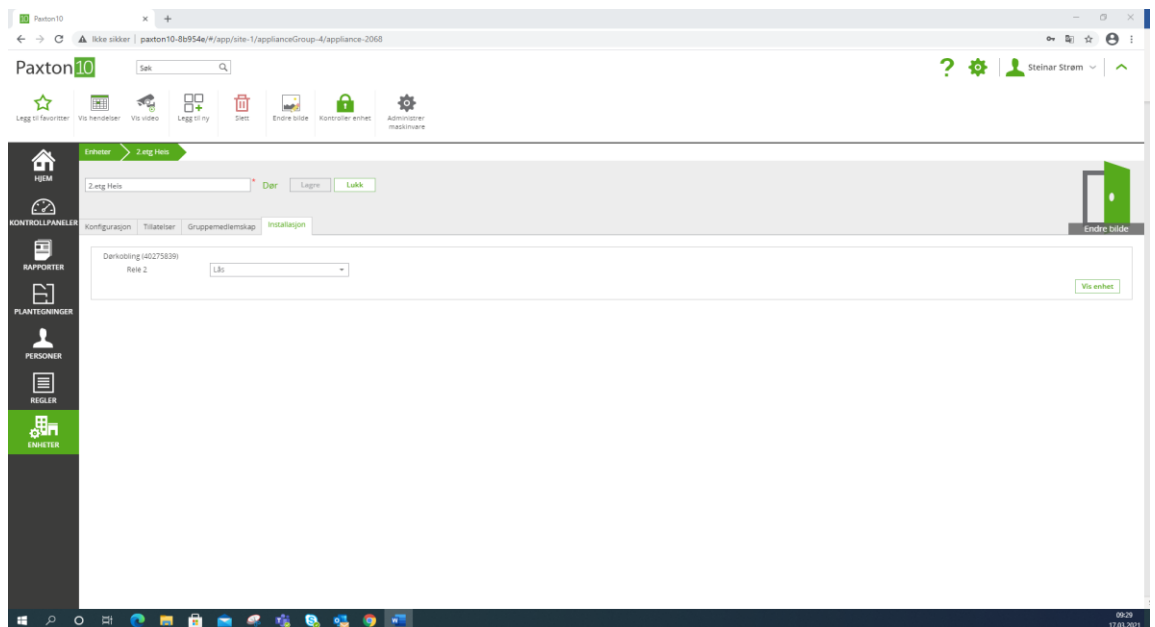 Paxton10
Ikke sikker | paxton10-8b954e/#/app/site-1/applianceGroup-4/appliance-2068
Paxton 10
Søk
Steinar Strøm
Legg til favoritter
Vis hendelser
Vis video
Legg til ny
Slett
Endre bilde
Kontroller enhet
Administrer
maskinvare
HJEM
KONTROLLPANELER
RAPPORTER
PLANTEGNINGER
PERSONER
REGLER
ENHETER
Enheter
2.etg Heis
2.etg Heis
* Dør
Lagre
Lukk
Endre bilde
Konfigurasjon
Tillatelser
Gruppemedlemskap
Installasjon
Dørkobling (40275839)
Rele 2
Lås
Vis enhet
09:29
17.03.2021